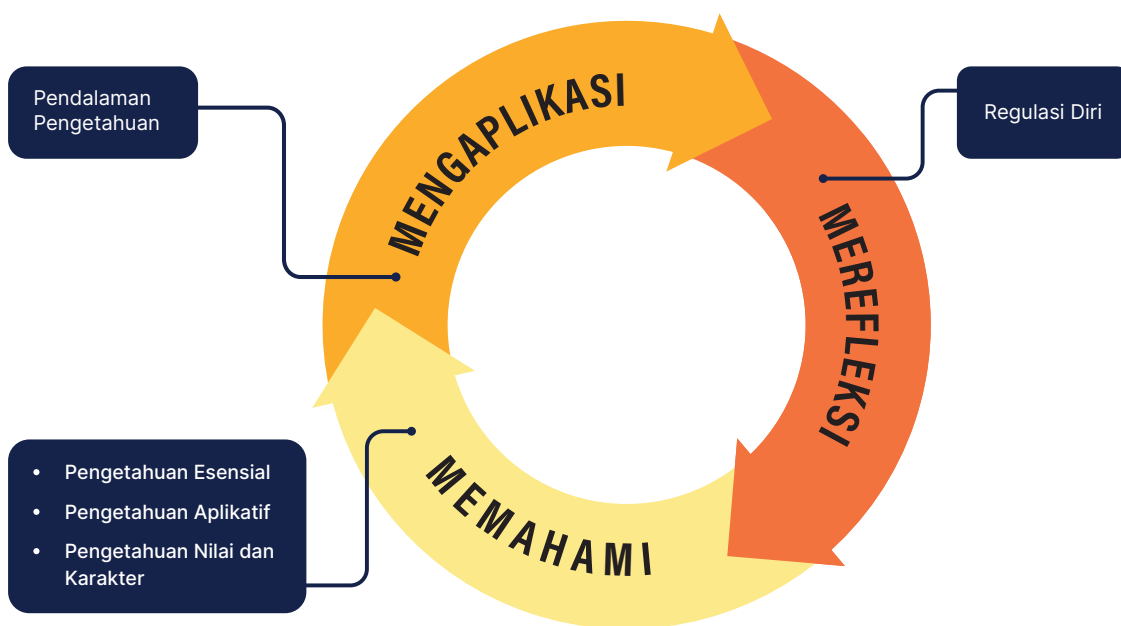 Pendalaman
Pengetahuan
MENGAPLIKASI
Regulasi Diri
MEREFLEKSI
MEMAHAMI
• Pengetahuan Esensial
• Pengetahuan Aplikatif
• Pengetahuan Nilai dan
Karakter